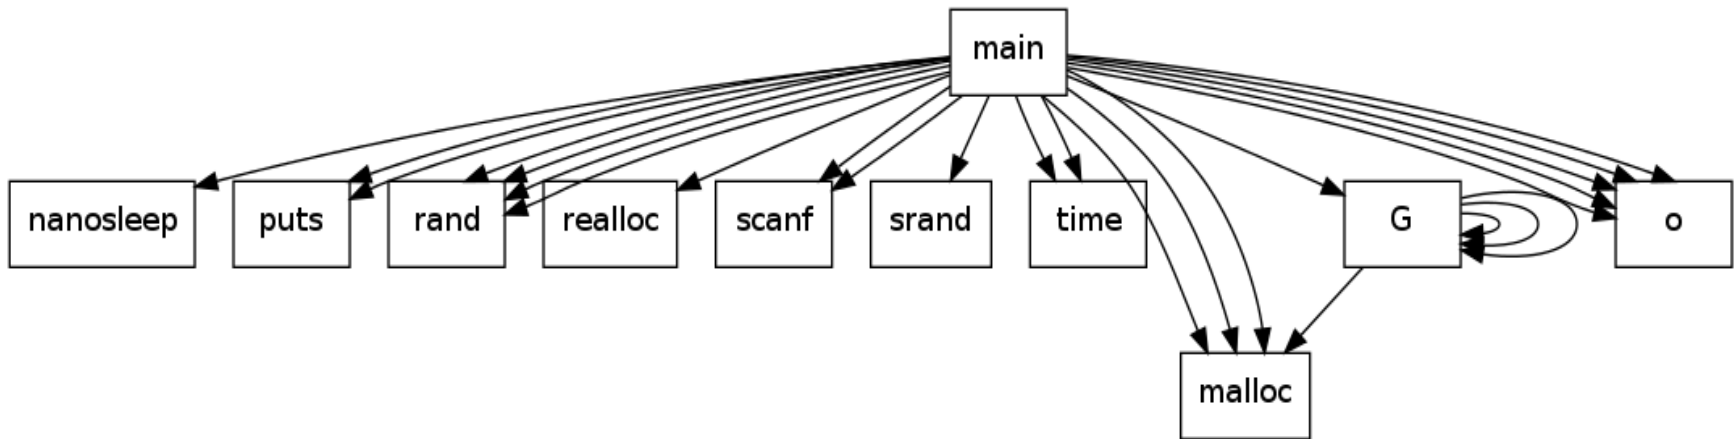 main
nanosleep
puts
rand
realloc
scanf
srand
time
G
o
malloc